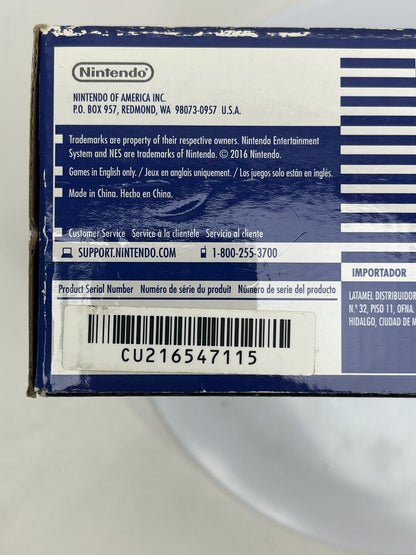 Nintendo
NINTENDO OF AMERICA INC.
P.O. BOX 957, REDMOND, WA 98073-0957 U.S.A.
Trademarks are property of their respective owners. Nintendo Entertainment
System and NES are trademarks of Nintendo. © 2016 Nintendo.
Games in English only. / Jeux en anglais uniquement. / Los juegos solo están en inglés.
Made in China. Hecho en China.
Customer Service Service à la clientèle Servicio al cliente
SUPPORT.NINTENDO.COM 1-800-255-3700
Product Serial Number Numéro de série du produit Número de serie del producto
CU216547115
IMPORTADOR
LATAMEL DISTRIBUIDOR
N.º 32, PISO 11, OFNA.
HIDALGO, CIUDAD DE M